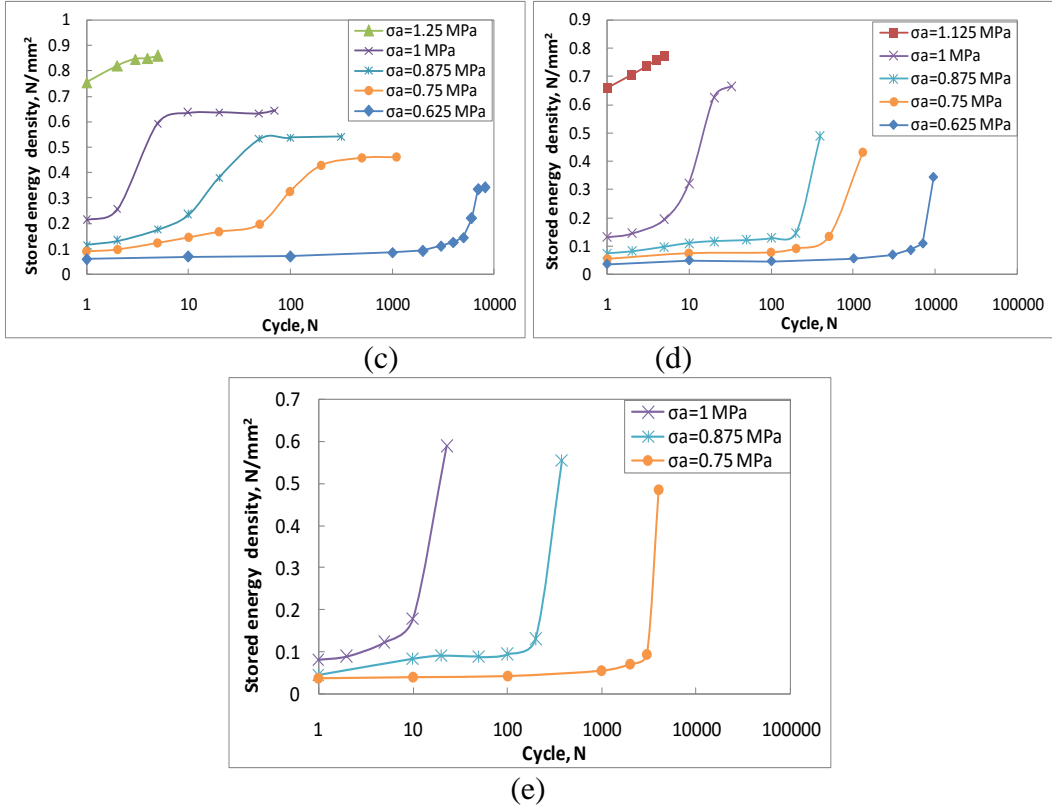 Stored energy density, N/mm²
1
0.9
0.8
0.7
0.6
0.5
0.4
0.3
0.2
0.1
0
1 10 100 1000 10000
Cycle, N
σa=1.25 MPa
σa=1 MPa
σa=0.875 MPa
σa=0.75 MPa
σa=0.625 MPa
(c)
Stored energy density, N/mm²
0.9
0.8
0.7
0.6
0.5
0.4
0.3
0.2
0.1
0
1 10 100 1000 10000 100000
Cycle, N
σa=1.125 MPa
σa=1 MPa
σa=0.875 MPa
σa=0.75 MPa
σa=0.625 MPa
(d)
Stored energy density, N/mm²
0.7
0.6
0.5
0.4
0.3
0.2
0.1
0
1 10 100 1000 10000 100000
Cycle, N
σa=1 MPa
σa=0.875 MPa
σa=0.75 MPa
(e)